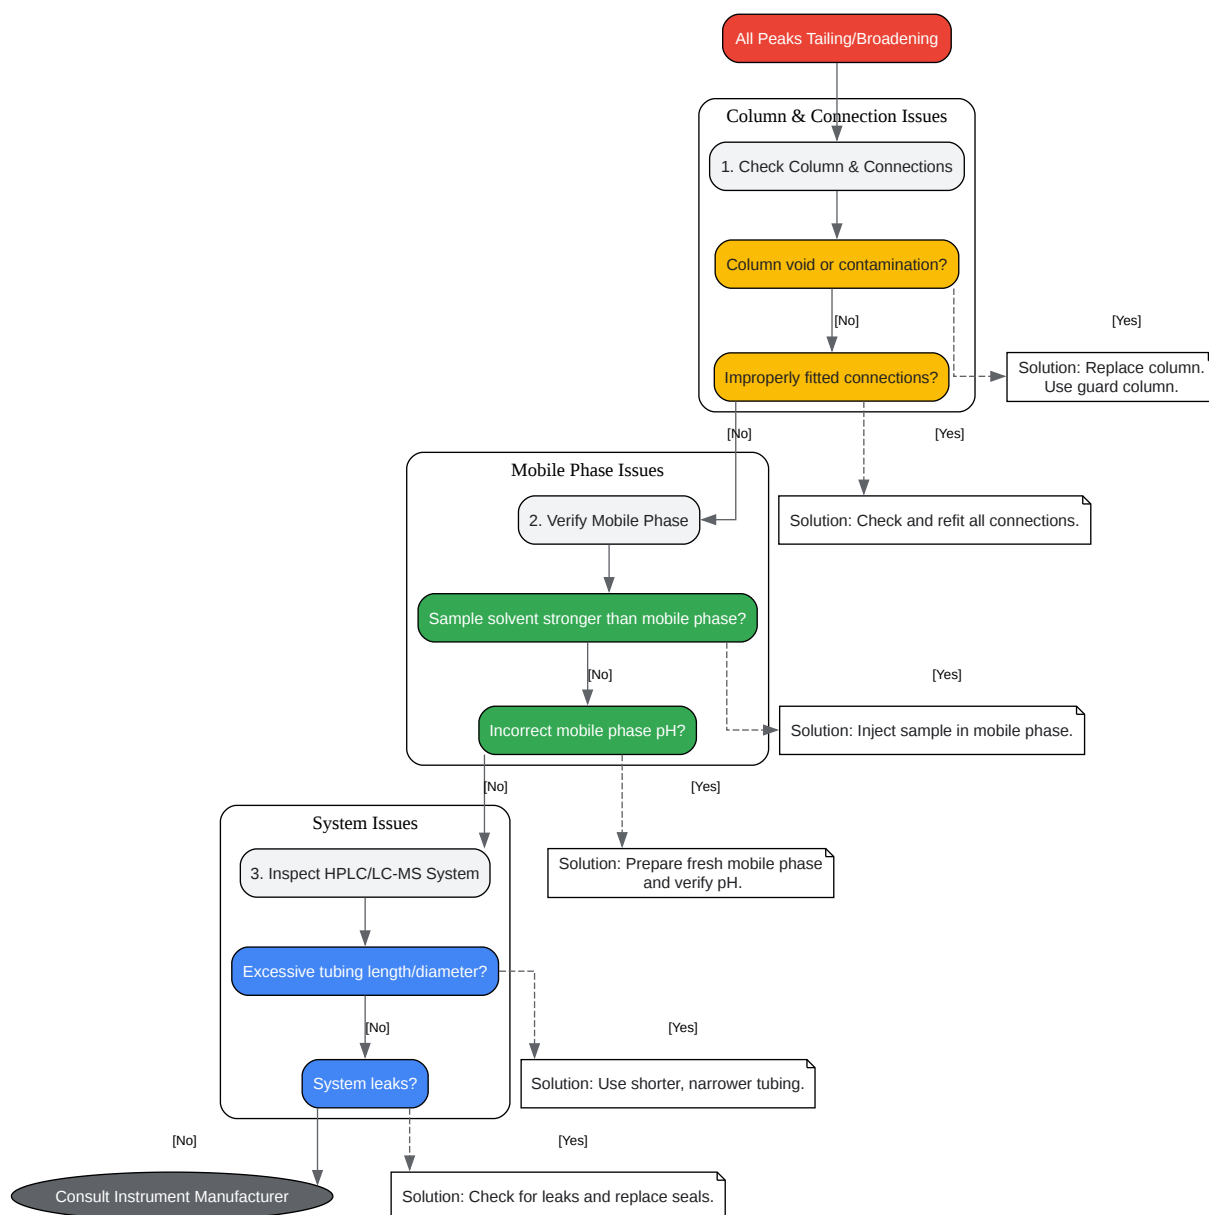 All Peaks Tailing/Broadening
Column & Connection Issues
1. Check Column & Connections
Column void or contamination?
[No]
[Yes]
Improperly fitted connections?
Solution: Replace column.
Use guard column.
[No]
[Yes]
Mobile Phase Issues
2. Verify Mobile Phase
Solution: Check and refit all connections.
Sample solvent stronger than mobile phase?
[No]
[Yes]
Incorrect mobile phase pH?
Solution: Inject sample in mobile phase.
[No]
[Yes]
System Issues
3. Inspect HPLC/LC-MS System
Solution: Prepare fresh mobile phase
and verify pH.
Excessive tubing length/diameter?
[No]
[Yes]
System leaks?
Solution: Use shorter, narrower tubing.
[No]
[Yes]
Consult Instrument Manufacturer
Solution: Check for leaks and replace seals.